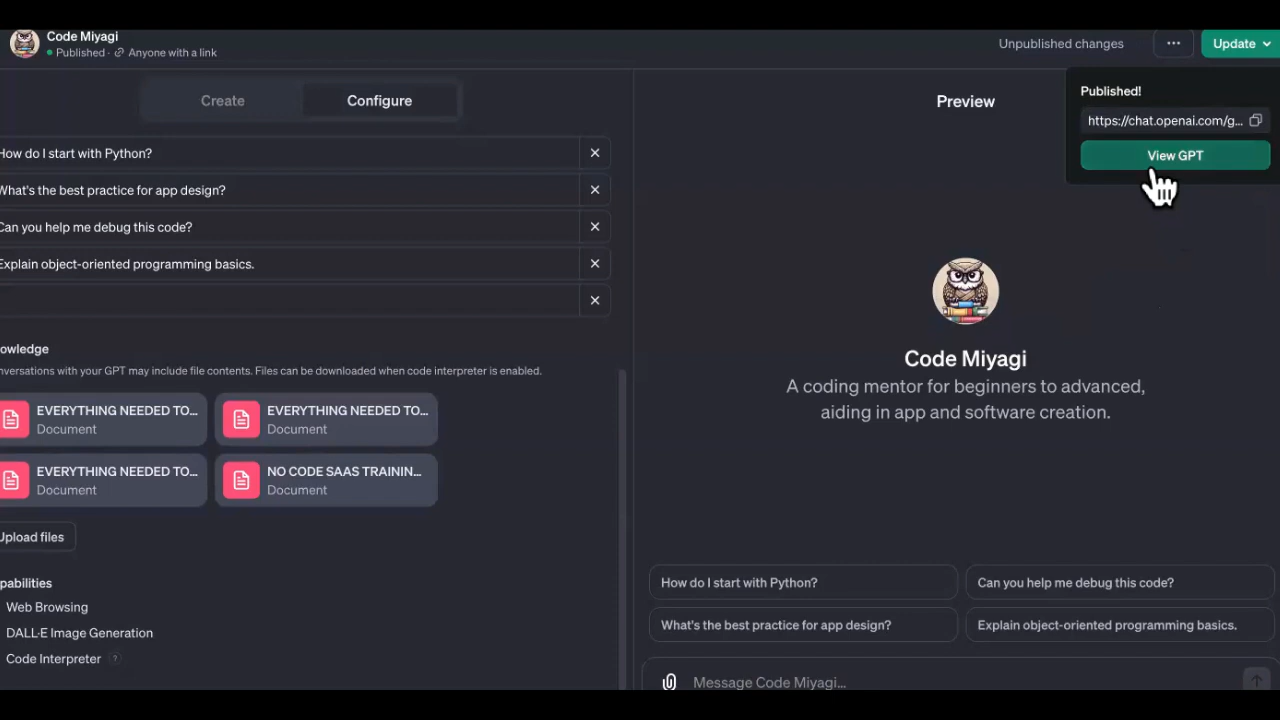 Code Miyagi
Published · Anyone with a link
Unpublished changes
...
Update
Create
Configure
Preview
Published!
https://chat.openai.com/g...
View GPT
How do I start with Python?
What's the best practice for app design?
Can you help me debug this code?
Explain object-oriented programming basics.
owledge
nversations with your GPT may include file contents. Files can be downloaded when code interpreter is enabled.
EVERYTHING NEEDED TO...
Document
EVERYTHING NEEDED TO...
Document
EVERYTHING NEEDED TO...
Document
NO CODE SAAS TRAININ...
Document
Upload files
pabilities
Web Browsing
DALL·E Image Generation
Code Interpreter ?
Code Miyagi
A coding mentor for beginners to advanced,
aiding in app and software creation.
How do I start with Python?
Can you help me debug this code?
What's the best practice for app design?
Explain object-oriented programming basics.
Message Code Miyagi...